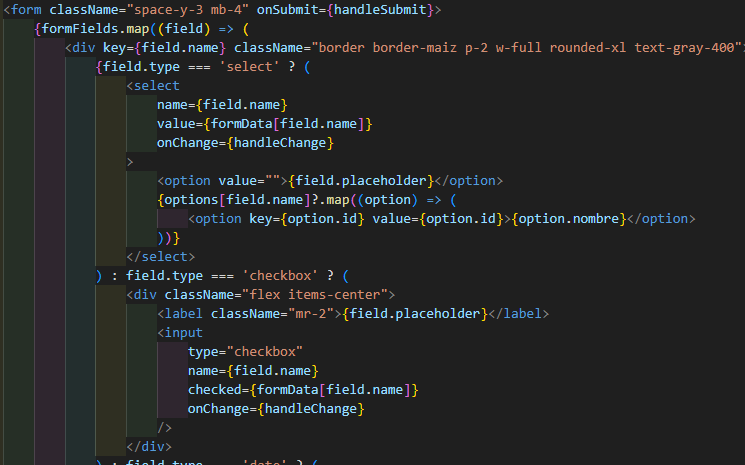 <form className="space-y-3 mb-4" onSubmit={handleSubmit}>
{formFields.map((field) => (
<div key={field.name} className="border border-maiz p-2 w-full rounded-xl text-gray-400"
{field.type === 'select' ? (
<select
name={field.name}
value={formData[field.name]}
onChange={handleChange}
>
<option value="">{field.placeholder}</option>
{options[field.name]?.map((option) => (
<option key={option.id} value={option.id}>{option.nombre}</option>
))}
</select>
) : field.type === 'checkbox' ? (
<div className="flex items-center">
<label className="mr-2">{field.placeholder}</label>
<input
type="checkbox"
name={field.name}
checked={formData[field.name]}
onChange={handleChange}
/>
</div>
) : field.type === 'date' ? (